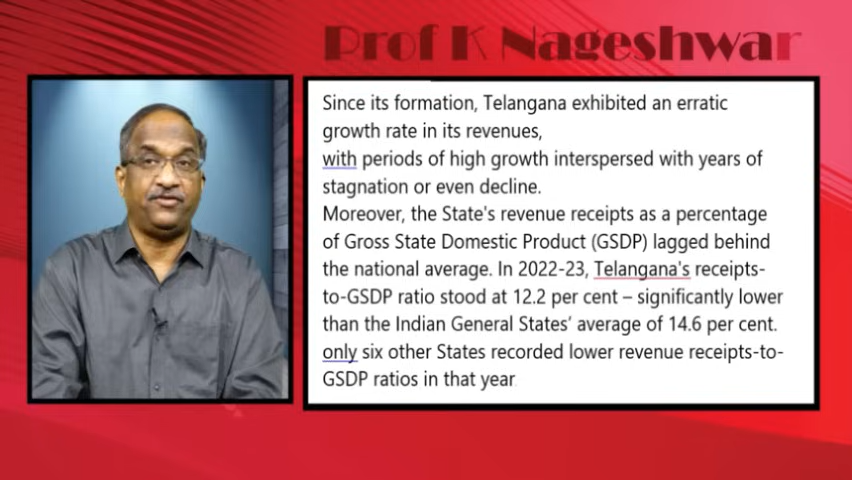 Prof K Nageshwar
Since its formation, Telangana exhibited an erratic
growth rate in its revenues,
with periods of high growth interspersed with years of
stagnation or even decline.
Moreover, the State's revenue receipts as a percentage
of Gross State Domestic Product (GSDP) lagged behind
the national average. In 2022-23, Telangana's receipts-
to-GSDP ratio stood at 12.2 per cent – significantly lower
than the Indian General States’ average of 14.6 per cent.
only six other States recorded lower revenue receipts-to-
GSDP ratios in that year